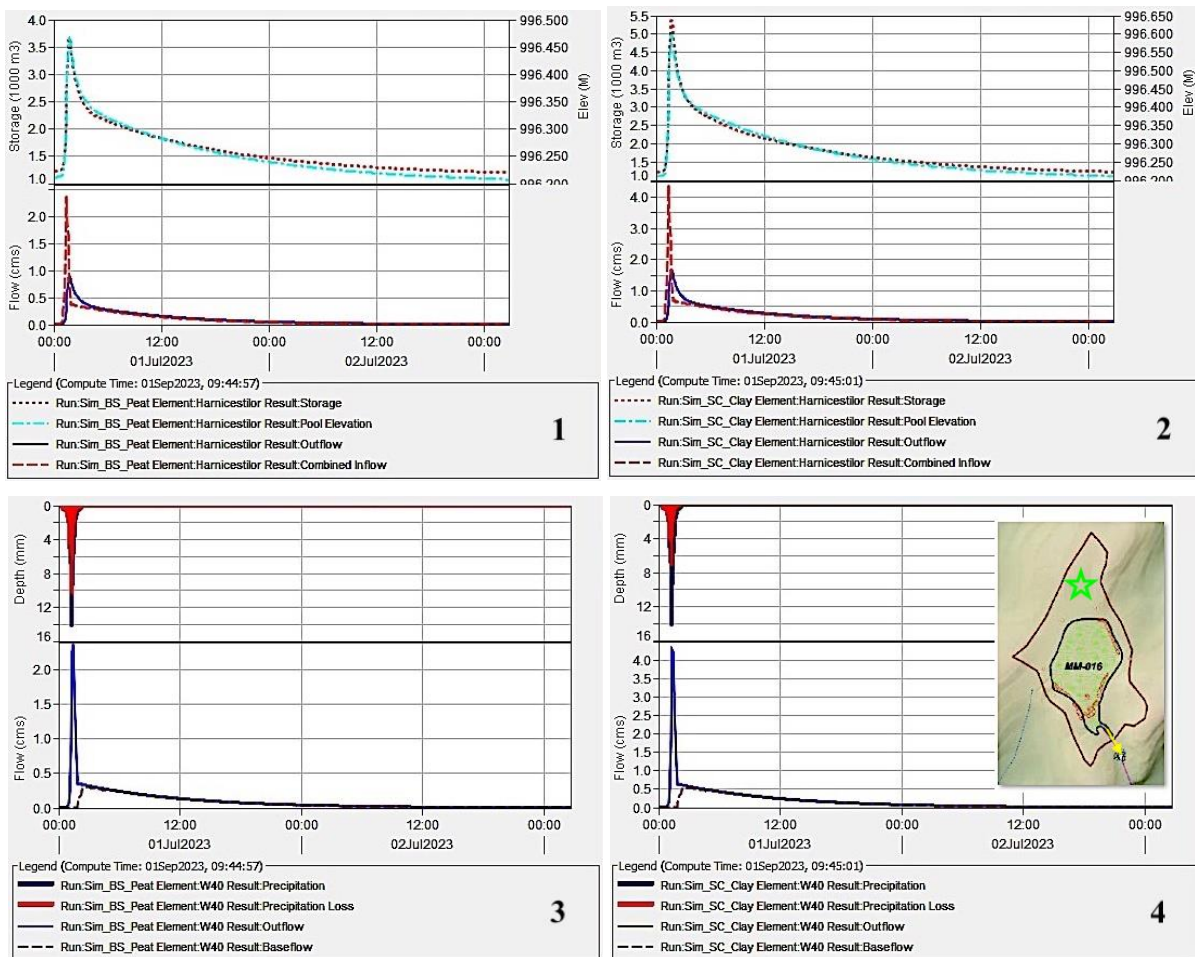 4.0
3.5
3.0
2.5
2.0
1.5
1.0
Storage (1000 m3)
996.500
996.450
996.400
996.350
996.300
996.250
996.200
Elev (M)
2.0
1.5
1.0
0.5
0.0
Flow (cms)
00:00 12:00 00:00 12:00 00:00
01Jul2023 02Jul2023
Legend (Compute Time: 01Sep2023, 09:44:57)
Run:Sim_BS_Peat Element:Harnicestilor Result:Storage
Run:Sim_BS_Peat Element:Harnicestilor Result:Pool Elevation
Run:Sim_BS_Peat Element:Harnicestilor Result:Outflow
Run:Sim_BS_Peat Element:Harnicestilor Result:Combined Inflow
1
5.5
5.0
4.5
4.0
3.5
3.0
2.5
2.0
1.5
1.0
Storage (1000 m3)
996.650
996.600
996.550
996.500
996.450
996.400
996.350
996.300
996.250
996.200
Elev (M)
4.0
3.0
2.0
1.0
0.0
Flow (cms)
00:00 12:00 00:00 12:00 00:00
01Jul2023 02Jul2023
Legend (Compute Time: 01Sep2023, 09:45:01)
Run:Sim_SC_Clay Element:Harnicestilor Result:Storage
Run:Sim_SC_Clay Element:Harnicestilor Result:Pool Elevation
Run:Sim_SC_Clay Element:Harnicestilor Result:Outflow
Run:Sim_SC_Clay Element:Harnicestilor Result:Combined Inflow
2
0
4
8
12
16
Depth (mm)
2.0
1.5
1.0
0.5
0.0
Flow (cms)
00:00 12:00 00:00 12:00 00:00
01Jul2023 02Jul2023
Legend (Compute Time: 01Sep2023, 09:44:57)
Run:Sim_BS_Peat Element:W40 Result:Precipitation
Run:Sim_BS_Peat Element:W40 Result:Precipitation Loss
Run:Sim_BS_Peat Element:W40 Result:Outflow
Run:Sim_BS_Peat Element:W40 Result:Baseflow
3
0
4
8
12
16
Depth (mm)
4.0
3.5
3.0
2.5
2.0
1.5
1.0
0.5
0.0
Flow (cms)
MM-016
00:00 12:00 00:00 12:00 00:00
01Jul2023 02Jul2023
Legend (Compute Time: 01Sep2023, 09:45:01)
Run:Sim_SC_Clay Element:W40 Result:Precipitation
Run:Sim_SC_Clay Element:W40 Result:Precipitation Loss
Run:Sim_SC_Clay Element:W40 Result:Outflow
Run:Sim_SC_Clay Element:W40 Result:Baseflow
4